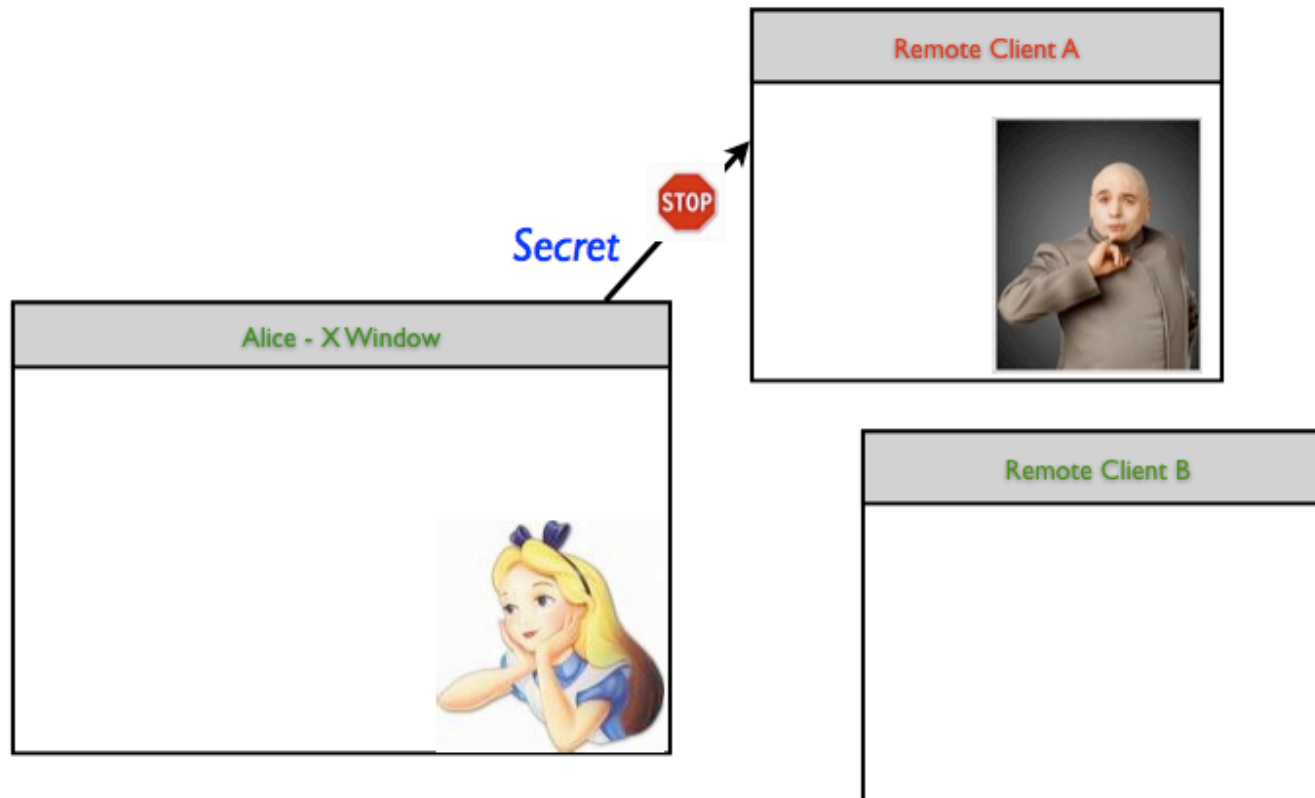 Remote Client A
STOP
Secret
Alice - X Window
Remote Client B